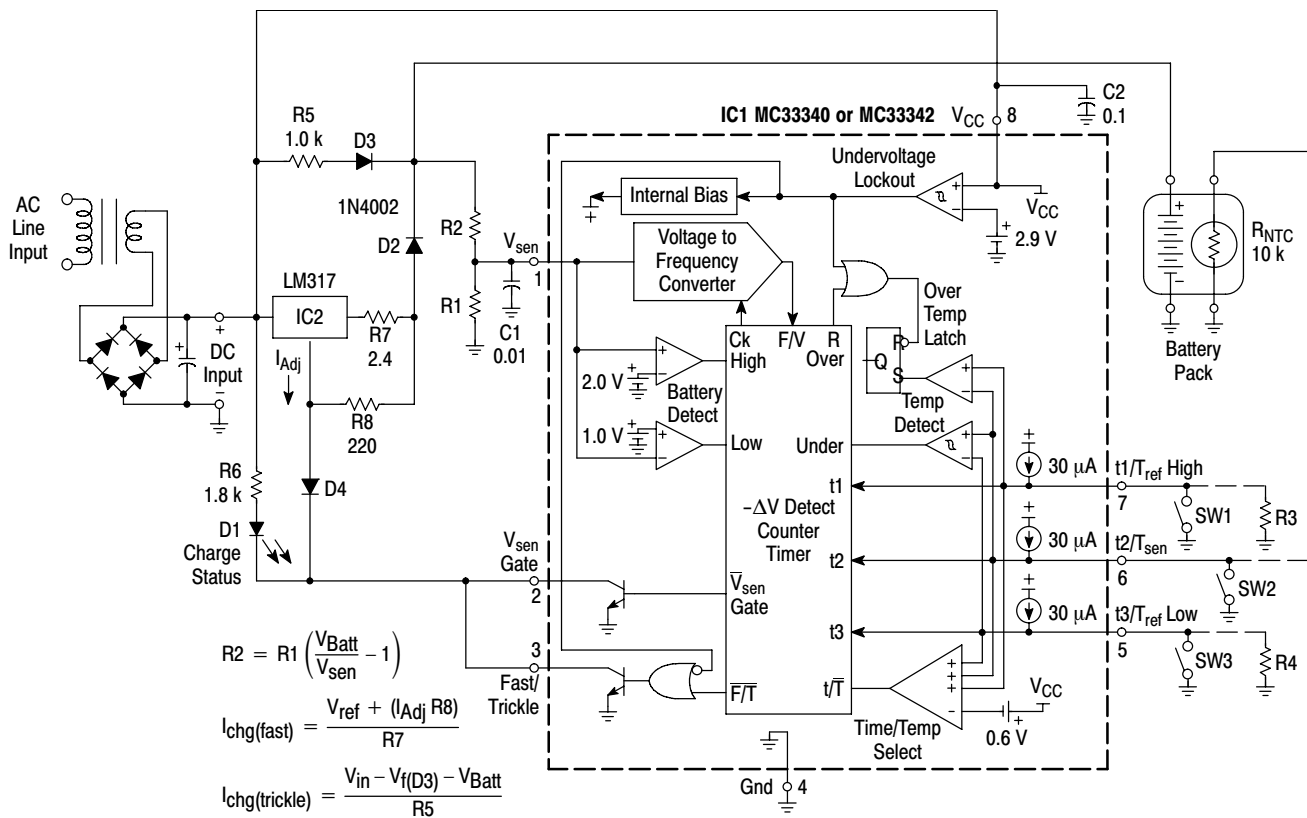 IC1 MC33340 or MC33342
VCC
8
C2
0.1
R5
1.0 k
D3
Undervoltage
Lockout
AC
Line
Input
1N4002
Internal Bias
+
+
−
VCC
+
2.9 V
+
−
RNTC
10 k
Battery
Pack
R2
Vsen
1
Voltage to
Frequency
Converter
D2
LM317
IC2
R7
2.4
R1
C1
0.01
Over
Temp
Latch
+
+
DC
Input
−
IAdj
R8
220
Ck
F/V
R
High
Over
2.0 V
+
+
−
Battery
Detect
R
Q
S
+
−
Temp
Detect
1.0 V
+
+
−
Low
Under
+
−
+
30 μA
t1/Tref High
7
R6
1.8 k
D4
t1
SW1
R3
D1
Charge
Status
−ΔV Detect
Counter
Timer
+
30 μA
t2/Tsen
6
Vsen
Gate
2
Vsen
Gate
t2
SW2
+
30 μA
t3/Tref Low
5
t3
SW3
R4
R2 = R1 (VBatt/Vsen − 1)
3
Fast/
Trickle
F/T
t/T
+
+
+
−
VCC
+
0.6 V
Time/Temp
Select
Ichg(fast) = Vref + (IAdj R8)/R7
Gnd
4
Ichg(trickle) = Vin − Vf(D3) − VBatt/R5